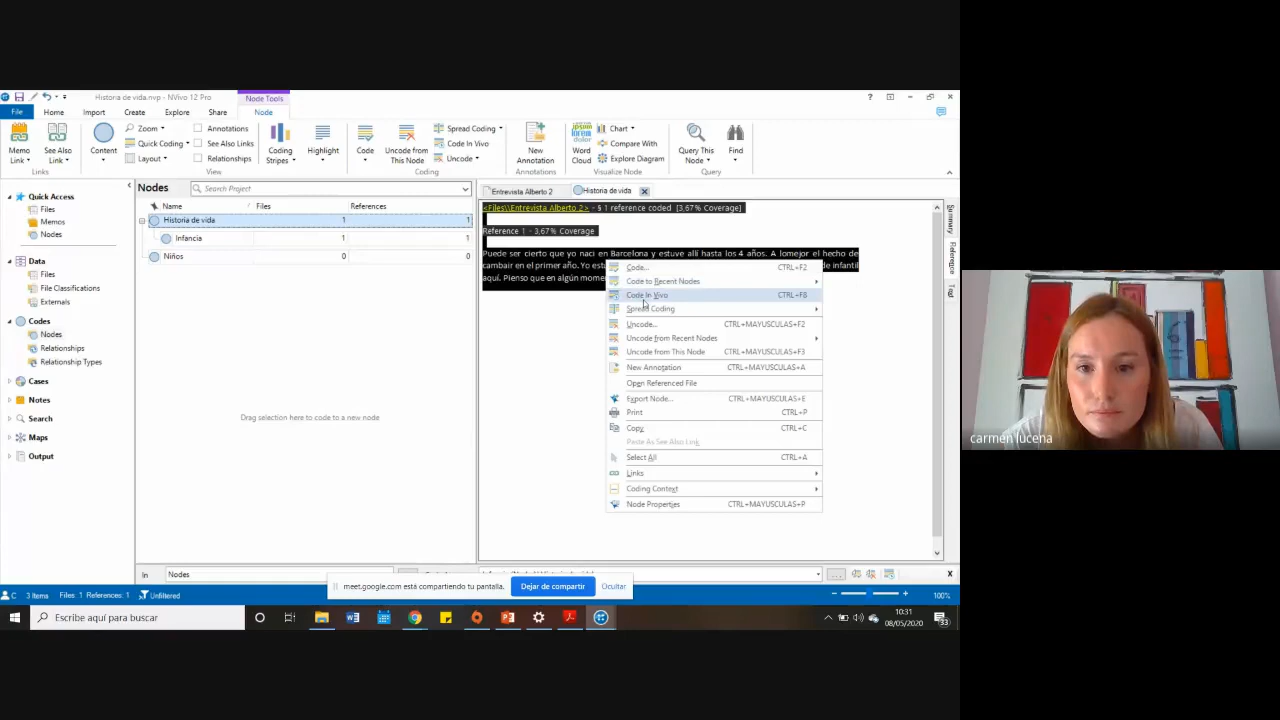 Historia de vida.nvp - NVivo 12 Pro
Node Tools
File Home Import Create Explore Share Node
Memo Link
See Also Link
Links
Content
Zoom
Quick Coding
Layout
Annotations
See Also Links
Relationships
View
Coding Stripes
Highlight
Code
Uncode from This Node
Spread Coding
Code In Vivo
Uncode
Coding
New Annotation
Annotations
Word Cloud
Chart
Compare With
Explore Diagram
Visualize Node
Query This Node
Find
Query
Quick Access
Files
Memos
Nodes
Data
Files
File Classifications
Externals
Codes
Nodes
Relationships
Relationship Types
Cases
Notes
Search
Maps
Output
Nodes
Search Project
Name Files References
Historia de vida 1 1
Infancia 1 1
Niños 0 0
Drag selection here to code to a new node
Entrevista Alberto 2
Historia de vida
<Files\\Entrevista Alberto 2> - § 1 reference coded [3,67% Coverage]
Reference 1 - 3,67% Coverage
Puede ser cierto que yo naci en Barcelona y estuve allí hasta los 4 años. A lomejor el hecho de
cambair en el primer año. Yo est de infantil
aquí. Pienso que en algún mome
Code... CTRL+F2
Code to Recent Nodes
Code In Vivo CTRL+F8
Spread Coding
Uncode... CTRL+MAYUSCULAS+F2
Uncode from Recent Nodes
Uncode from This Node CTRL+MAYUSCULAS+F3
New Annotation CTRL+MAYUSCULAS+A
Open Referenced File
Export Node... CTRL+MAYUSCULAS+E
Print CTRL+P
Copy CTRL+C
Paste As See Also Link
Select All CTRL+A
Links
Coding Context
Node Properties CTRL+MAYUSCULAS+P
Summary
Reference
Text
carmen lucena
In Nodes
meet.google.com está compartiendo tu pantalla. Dejar de compartir Ocultar
C 3 Items Files: 1 References: 1 Unfiltered
100%
Escribe aquí para buscar
10:31
08/05/2020
33